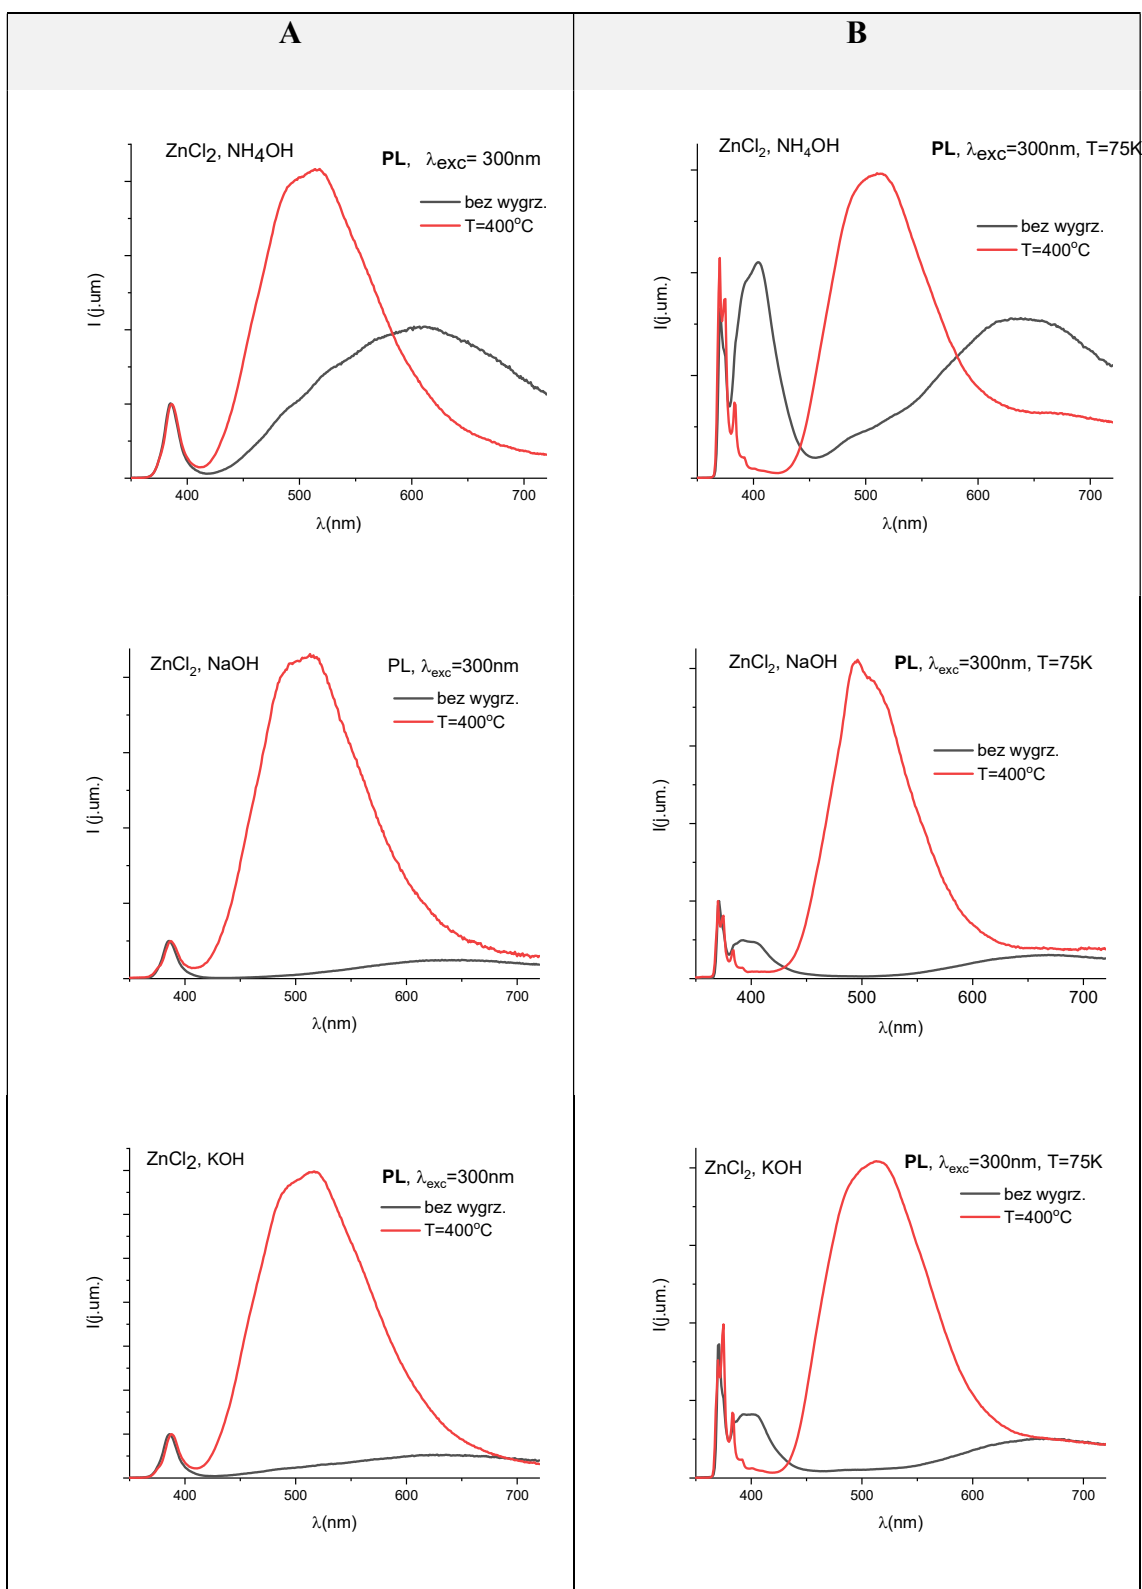 A
B
ZnCl2, NH4OH
PL, λexc= 300nm
bez wygrz.
T=400°C
I (j.um)
400 500 600 700
λ(nm)
ZnCl2, NH4OH
PL, λexc=300nm, T=75K
bez wygrz.
T=400°C
I(j.um.)
400 500 600 700
λ(nm)
ZnCl2, NaOH
PL, λexc=300nm
bez wygrz.
T=400°C
I (j.um.)
400 500 600 700
λ(nm)
ZnCl2, NaOH
PL, λexc=300nm, T=75K
bez wygrz.
T=400°C
I(j.um.)
400 500 600 700
λ(nm)
ZnCl2, KOH
PL, λexc=300nm
bez wygrz.
T=400°C
I(j.um.)
400 500 600 700
λ(nm)
ZnCl2, KOH
PL, λexc=300nm, T=75K
bez wygrz.
T=400°C
I(j.um.)
400 500 600 700
λ(nm)